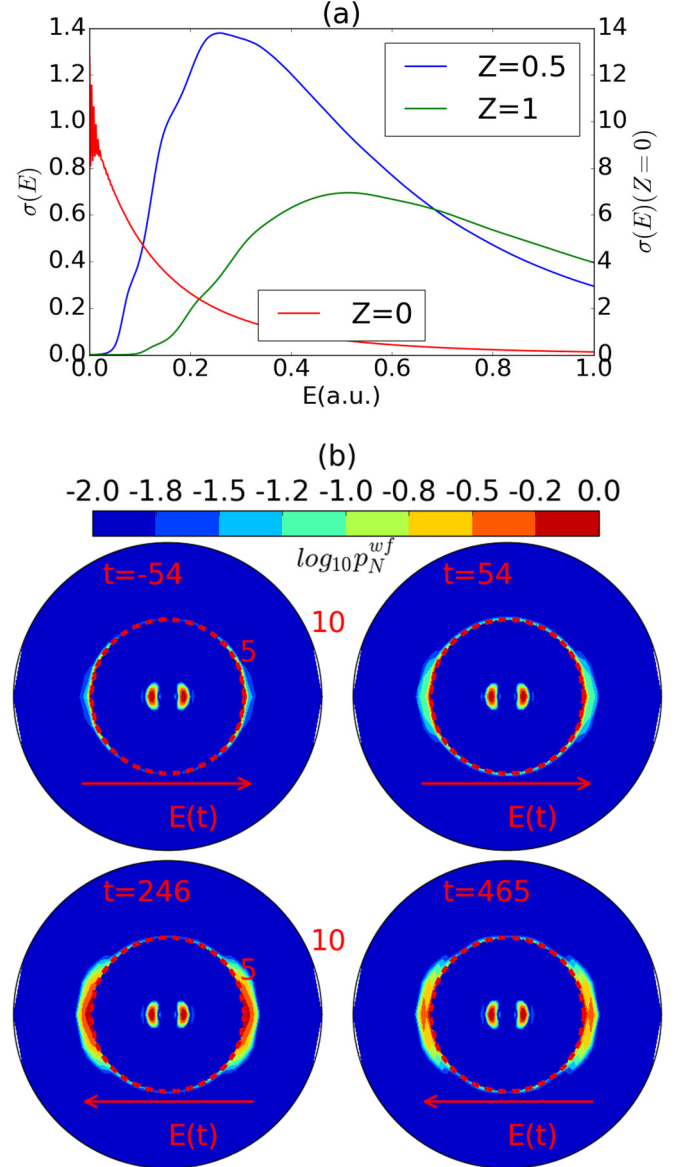 (a)
1.4
1.2
1.0
0.8
0.6
0.4
0.2
0.0
σ(E)
14
12
10
8
6
4
2
0
σ(E)(Z = 0)
Z=0.5
Z=1
Z=0
0.0 0.2 0.4 0.6 0.8 1.0
E(a.u.)
(b)
-2.0 -1.8 -1.5 -1.2 -1.0 -0.8 -0.5 -0.2 0.0
log₁₀p_N^{wf}
t=-54
10
5
E(t)
t=54
E(t)
t=246
10
5
E(t)
t=465
E(t)